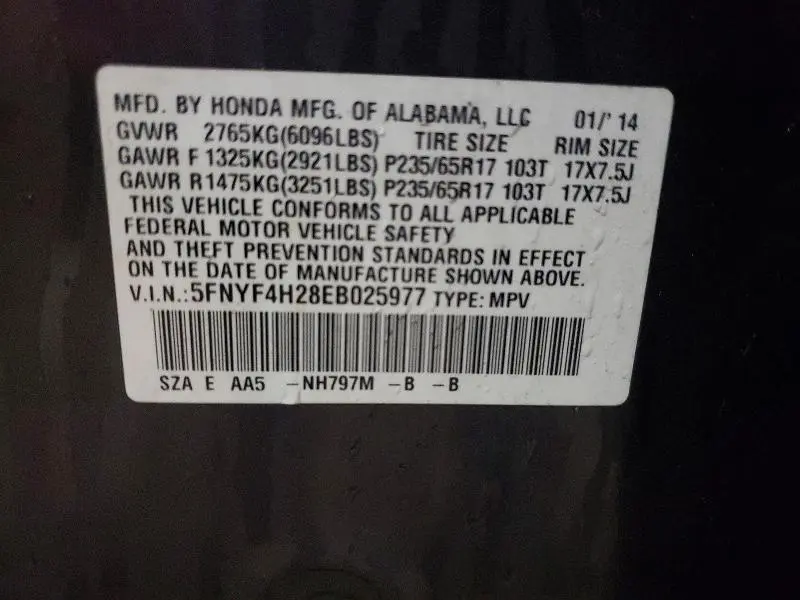 MFD. BY HONDA MFG. OF ALABAMA, LLC 01/'14
GVWR 2765KG(6096LBS) TIRE SIZE RIM SIZE
GAWR F 1325KG(2921LBS) P235/65R17 103T 17X7.5J
GAWR R1475KG(3251LBS) P235/65R17 103T 17X7.5J
THIS VEHICLE CONFORMS TO ALL APPLICABLE
FEDERAL MOTOR VEHICLE SAFETY
AND THEFT PREVENTION STANDARDS IN EFFECT
ON THE DATE OF MANUFACTURE SHOWN ABOVE.
V.I.N.:5FNYF4H28EB025977 TYPE: MPV
SZA E AA5 -NH797M -B -B